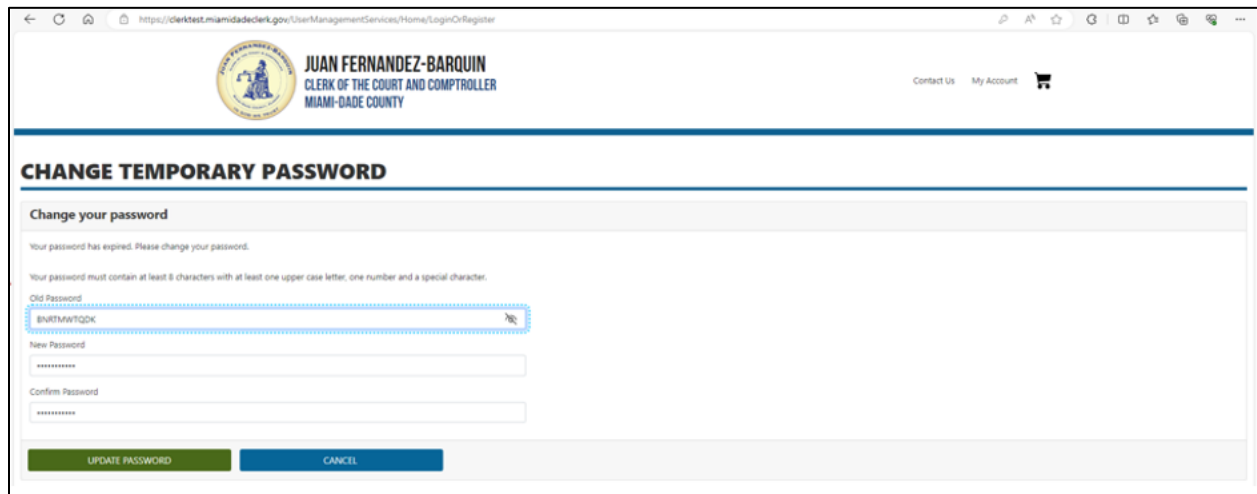 https://clerktest.miamidadeclerk.gov/UserManagementServices/Home/LoginOrRegister
JUAN FERNANDEZ-BARQUIN
CLERK OF THE COURT AND COMPTROLLER
MIAMI-DADE COUNTY
Contact Us My Account
CHANGE TEMPORARY PASSWORD
Change your password
Your password has expired. Please change your password.
Your password must contain at least 8 characters with at least one upper case letter, one number and a special character.
Old Password
BNRTMWTQDK
New Password
•••••••••••
Confirm Password
•••••••••••
UPDATE PASSWORD CANCEL